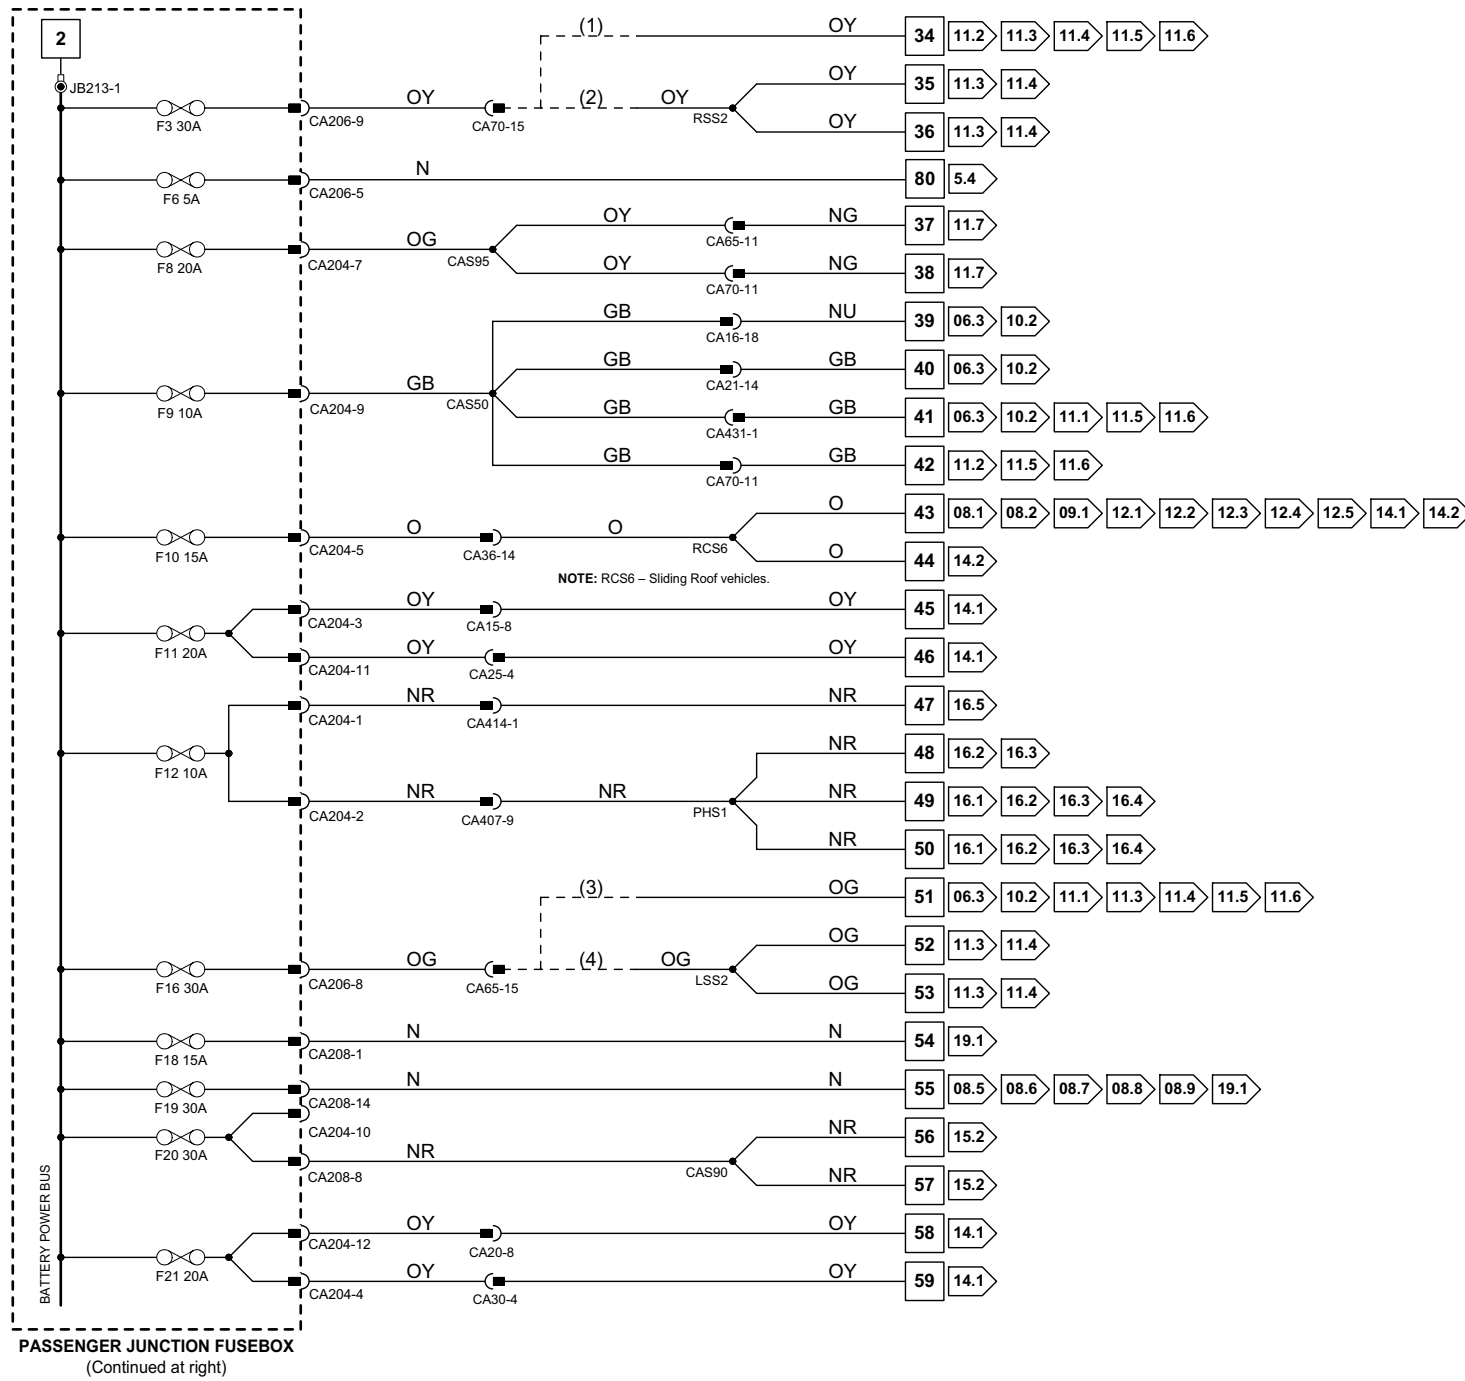 2
JB213-1
(1) OY 34 11.2 11.3 11.4 11.5 11.6
OY 35 11.3 11.4
F3 30A CA206-9 OY CA70-15 (2) OY RSS2
OY 36 11.3 11.4
F6 5A CA206-5 N 80 5.4
OY CA65-11 NG 37 11.7
F8 20A CA204-7 OG CAS95
OY CA70-11 NG 38 11.7
GB CA16-18 NU 39 06.3 10.2
GB CA21-14 GB 40 06.3 10.2
F9 10A CA204-9 GB CAS50
GB CA431-1 GB 41 06.3 10.2 11.1 11.5 11.6
GB CA70-11 GB 42 11.2 11.5 11.6
O 43 08.1 08.2 09.1 12.1 12.2 12.3 12.4 12.5 14.1 14.2
F10 15A CA204-5 O CA36-14 O RCS6
O 44 14.2
NOTE: RCS6 – Sliding Roof vehicles.
CA204-3 OY CA15-8 OY 45 14.1
F11 20A
CA204-11 OY CA25-4 OY 46 14.1
CA204-1 NR CA414-1 NR 47 16.5
F12 10A
NR 48 16.2 16.3
CA204-2 NR CA407-9 NR PHS1 NR 49 16.1 16.2 16.3 16.4
NR 50 16.1 16.2 16.3 16.4
(3) OG 51 06.3 10.2 11.1 11.3 11.4 11.5 11.6
OG 52 11.3 11.4
F16 30A CA206-8 OG CA65-15 (4) OG LSS2
OG 53 11.3 11.4
F18 15A CA208-1 N N 54 19.1
F19 30A CA208-14 N N 55 08.5 08.6 08.7 08.8 08.9 19.1
CA204-10
F20 30A
NR 56 15.2
CA208-8 NR CAS90
NR 57 15.2
CA204-12 OY CA20-8 OY 58 14.1
F21 20A
CA204-4 OY CA30-4 OY 59 14.1
BATTERY POWER BUS
PASSENGER JUNCTION FUSEBOX
(Continued at right)